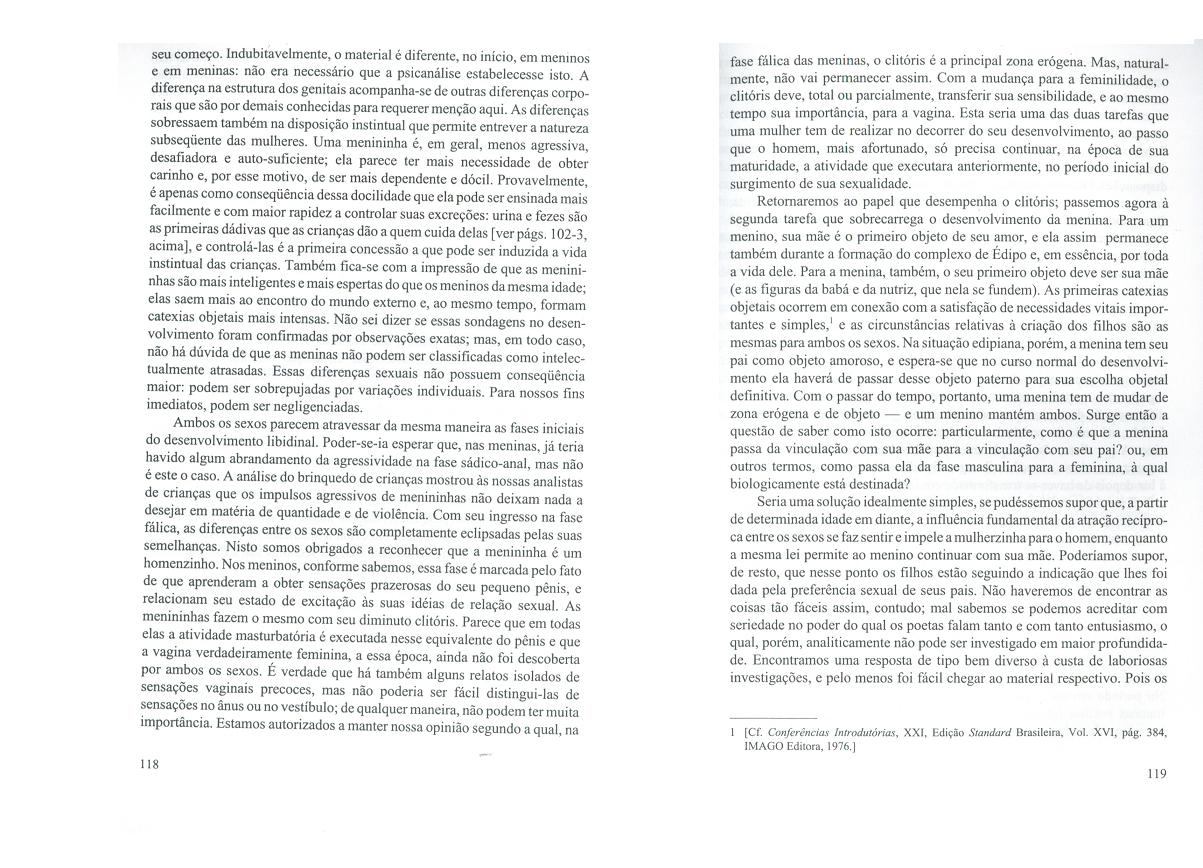 seu começo. Indubitavelmente, o material é diferente, no início, em meninos
e em meninas: não era necessário que a psicanálise estabelecesse isto. A
diferença na estrutura dos genitais acompanha-se de outras diferenças corpo-
rais que são por demais conhecidas para requerer menção aqui. As diferenças
sobressaem também na disposição instintual que permite entrever a natureza
subseqüente das mulheres. Uma menininha é, em geral, menos agressiva,
desafiadora e auto-suficiente; ela parece ter mais necessidade de obter
carinho e, por esse motivo, de ser mais dependente e dócil. Provavelmente,
é apenas como conseqüência dessa docilidade que ela pode ser ensinada mais
facilmente e com maior rapidez a controlar suas excreções: urina e fezes são
as primeiras dádivas que as crianças dão a quem cuida delas [ver págs. 102-3,
acima], e controlá-las é a primeira concessão a que pode ser induzida a vida
instintual das crianças. Também fica-se com a impressão de que as menini-
nhas são mais inteligentes e mais espertas do que os meninos da mesma idade;
elas saem mais ao encontro do mundo externo e, ao mesmo tempo, formam
catexias objetais mais intensas. Não sei dizer se essas sondagens no desen-
volvimento foram confirmadas por observações exatas; mas, em todo caso,
não há dúvida de que as meninas não podem ser classificadas como intelec-
tualmente atrasadas. Essas diferenças sexuais não possuem conseqüência
maior: podem ser sobrepujadas por variações individuais. Para nossos fins
imediatos, podem ser negligenciadas.
Ambos os sexos parecem atravessar da mesma maneira as fases iniciais
do desenvolvimento libidinal. Poder-se-ia esperar que, nas meninas, já teria
havido algum abrandamento da agressividade na fase sádico-anal, mas não
é este o caso. A análise do brinquedo de crianças mostrou às nossas analistas
de crianças que os impulsos agressivos de menininhas não deixam nada a
desejar em matéria de quantidade e de violência. Com seu ingresso na fase
fálica, as diferenças entre os sexos são completamente eclipsadas pelas suas
semelhanças. Nisto somos obrigados a reconhecer que a menininha é um
homenzinho. Nos meninos, conforme sabemos, essa fase é marcada pelo fato
de que aprenderam a obter sensações prazerosas do seu pequeno pênis, e
relacionam seu estado de excitação às suas idéias de relação sexual. As
menininhas fazem o mesmo com seu diminuto clitóris. Parece que em todas
elas a atividade masturbatória é executada nesse equivalente do pênis e que
a vagina verdadeiramente feminina, a essa época, ainda não foi descoberta
por ambos os sexos. É verdade que há também alguns relatos isolados de
sensações vaginais precoces, mas não poderia ser fácil distingui-las de
sensações no ânus ou no vestíbulo; de qualquer maneira, não podem ter muita
importância. Estamos autorizados a manter nossa opinião segundo a qual, na
118
fase fálica das meninas, o clitóris é a principal zona erógena. Mas, natural-
mente, não vai permanecer assim. Com a mudança para a feminilidade, o
clitóris deve, total ou parcialmente, transferir sua sensibilidade, e ao mesmo
tempo sua importância, para a vagina. Esta seria uma das duas tarefas que
uma mulher tem de realizar no decorrer do seu desenvolvimento, ao passo
que o homem, mais afortunado, só precisa continuar, na época de sua
maturidade, a atividade que executara anteriormente, no período inicial do
surgimento de sua sexualidade.
Retornaremos ao papel que desempenha o clitóris; passemos agora à
segunda tarefa que sobrecarrega o desenvolvimento da menina. Para um
menino, sua mãe é o primeiro objeto de seu amor, e ela assim permanece
também durante a formação do complexo de Édipo e, em essência, por toda
a vida dele. Para a menina, também, o seu primeiro objeto deve ser sua mãe
(e as figuras da babá e da nutriz, que nela se fundem). As primeiras catexias
objetais ocorrem em conexão com a satisfação de necessidades vitais impor-
tantes e simples,¹ e as circunstâncias relativas à criação dos filhos são as
mesmas para ambos os sexos. Na situação edipiana, porém, a menina tem seu
pai como objeto amoroso, e espera-se que no curso normal do desenvolvi-
mento ela haverá de passar desse objeto paterno para sua escolha objetal
definitiva. Com o passar do tempo, portanto, uma menina tem de mudar de
zona erógena e de objeto — e um menino mantém ambos. Surge então a
questão de saber como isto ocorre: particularmente, como é que a menina
passa da vinculação com sua mãe para a vinculação com seu pai? ou, em
outros termos, como passa ela da fase masculina para a feminina, à qual
biologicamente está destinada?
Seria uma solução idealmente simples, se pudéssemos supor que, a partir
de determinada idade em diante, a influência fundamental da atração recípro-
ca entre os sexos se faz sentir e impele a mulherzinha para o homem, enquanto
a mesma lei permite ao menino continuar com sua mãe. Poderíamos supor,
de resto, que nesse ponto os filhos estão seguindo a indicação que lhes foi
dada pela preferência sexual de seus pais. Não haveremos de encontrar as
coisas tão fáceis assim, contudo; mal sabemos se podemos acreditar com
seriedade no poder do qual os poetas falam tanto e com tanto entusiasmo, o
qual, porém, analiticamente não pode ser investigado em maior profundida-
de. Encontramos uma resposta de tipo bem diverso à custa de laboriosas
investigações, e pelo menos foi fácil chegar ao material respectivo. Pois os
1 [Cf. Conferências Introdutórias, XXI, Edição Standard Brasileira, Vol. XVI, pág. 384,
IMAGO Editora, 1976.]
119